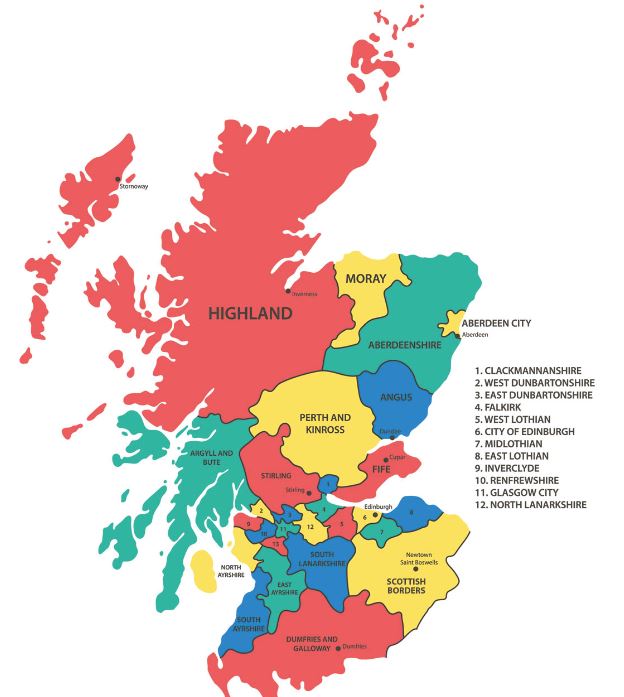 Stornoway
MORAY
Inverness
HIGHLAND
ABERDEEN CITY
Aberdeen
ABERDEENSHIRE
1. CLACKMANNANSHIRE
2. WEST DUNBARTONSHIRE
3. EAST DUNBARTONSHIRE
4. FALKIRK
5. WEST LOTHIAN
6. CITY OF EDINBURGH
7. MIDLOTHIAN
8. EAST LOTHIAN
9. INVERCLYDE
10. RENFREWSHIRE
11. GLASGOW CITY
12. NORTH LANARKSHIRE
ANGUS
PERTH AND
KINROSS
Dundee
ARGYLL AND
BUTE
Cupar
FIFE
STIRLING
Stirling
1
2
3
4
Edinburgh
6
8
9
10
11
12
5
7
13
NORTH
AYRSHIRE
SOUTH
LANARKSHIRE
Newtown
Saint Boswells
SCOTTISH
BORDERS
EAST
AYRSHIRE
SOUTH
AYRSHIRE
DUMFRIES AND
GALLOWAY
Dumfries